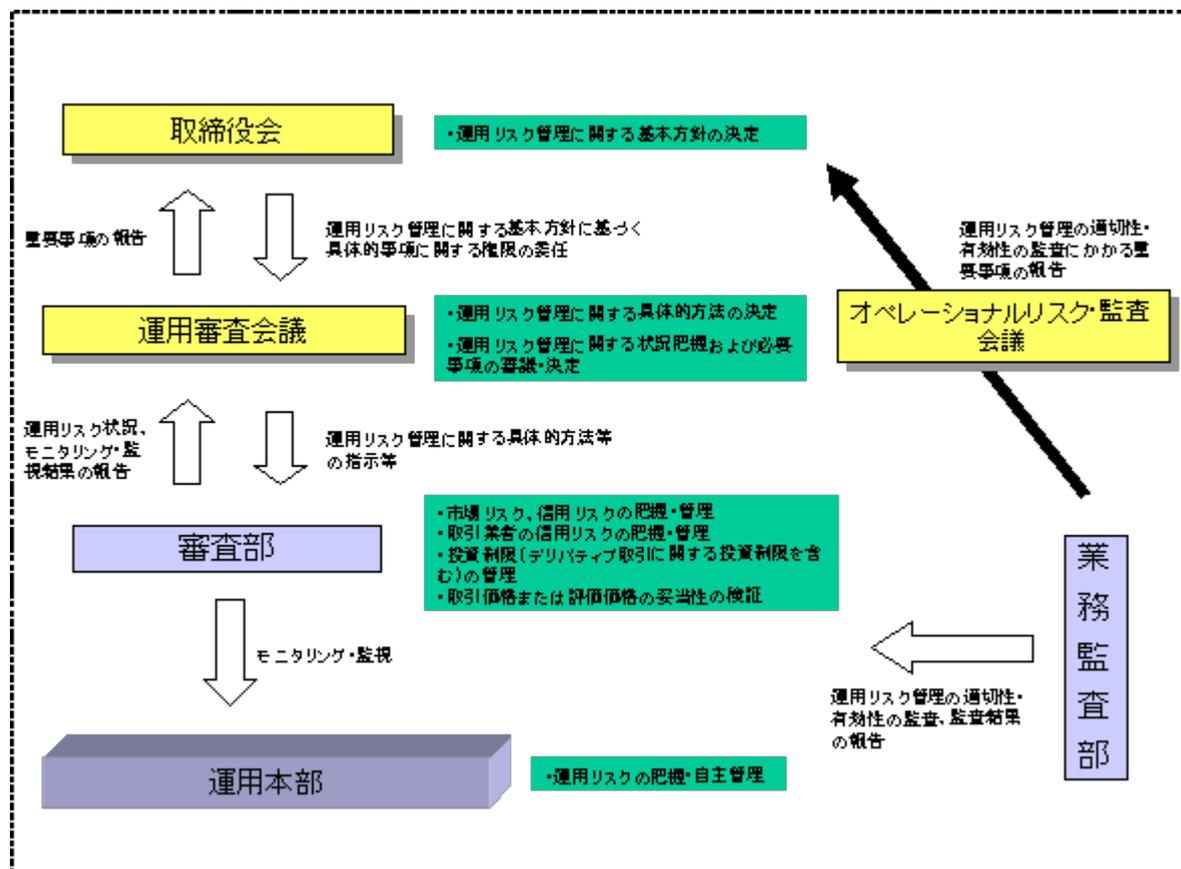 取締役会
・運用リスク管理に関する基本方針の決定
重要事項の報告
運用リスク管理に関する基本方針に基づく
具体的事項に関する権限の委任
運用リスク管理の適切性・
有効性の監査にかかる重
要事項の報告
運用審査会議
・運用リスク管理に関する具体的方法の決定
・運用リスク管理に関する状況把握および必要
事項の審議・決定
オペレーショナルリスク・監査
会議
運用リスク状況、
モニタリング・監
視結果の報告
運用リスク管理に関する具体的方法等
の指示等
審査部
・市場リスク、信用リスクの把握・管理
・取引業者の信用リスクの把握・管理
・投資制限(デリバティブ取引に関する投資制限を含
む)の管理
・取引価格または評価価格の妥当性の検証
業務監査部
モニタリング・監視
運用リスク管理の適切性・
有効性の監査、監査結果
の報告
運用本部
・運用リスクの把握・自主管理